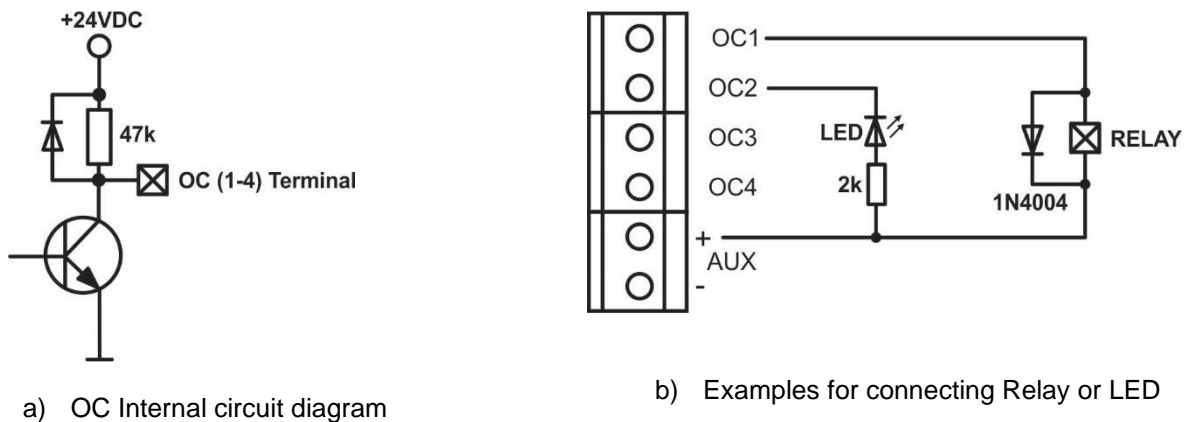 +24VDC
47k
OC (1-4) Terminal
a) OC Internal circuit diagram
OC1
OC2
OC3
OC4
+
AUX
-
LED
2k
1N4004
RELAY
b) Examples for connecting Relay or LED